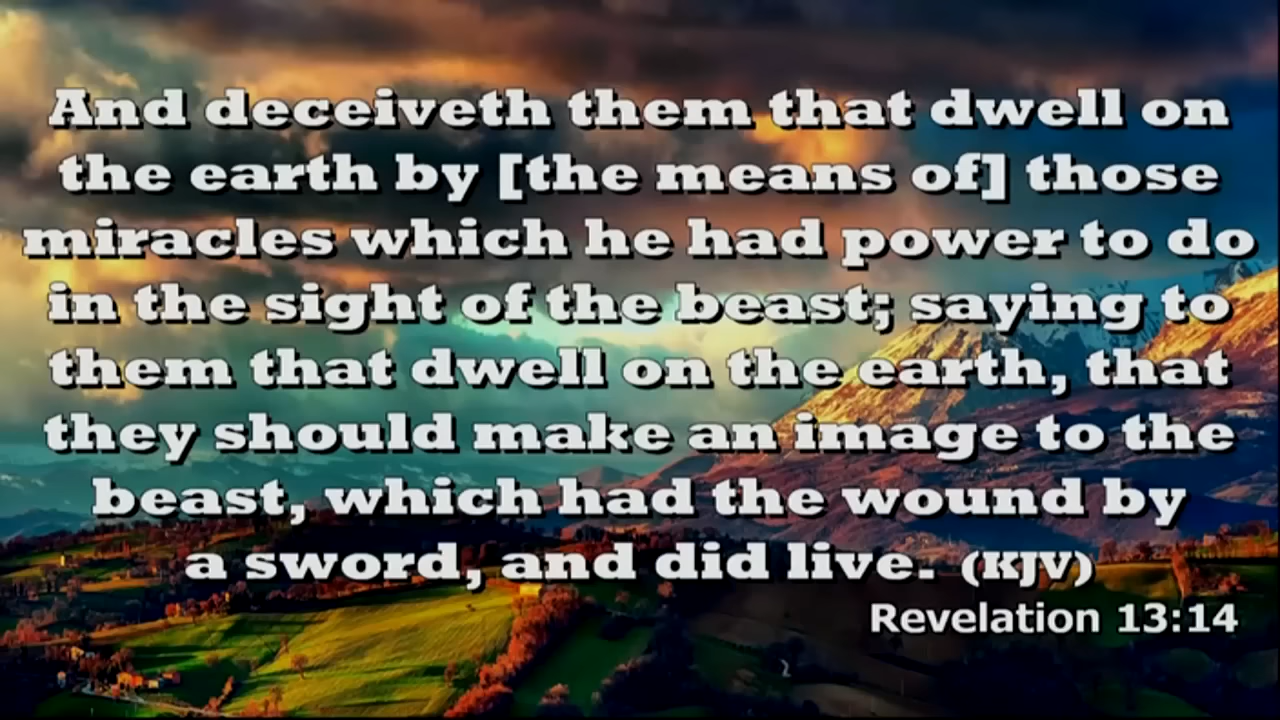 And deceiveth them that dwell on
the earth by [the means of] those
miracles which he had power to do
in the sight of the beast; saying to
them that dwell on the earth, that
they should make an image to the
beast, which had the wound by
a sword, and did live. (KJV)
Revelation 13:14